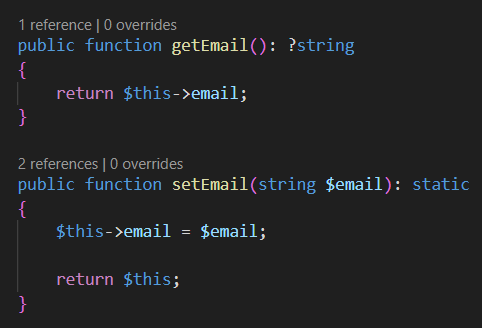 1 reference | 0 overrides
public function getEmail(): ?string
{
    return $this->email;
}
2 references | 0 overrides
public function setEmail(string $email): static
{
    $this->email = $email;
    return $this;
}